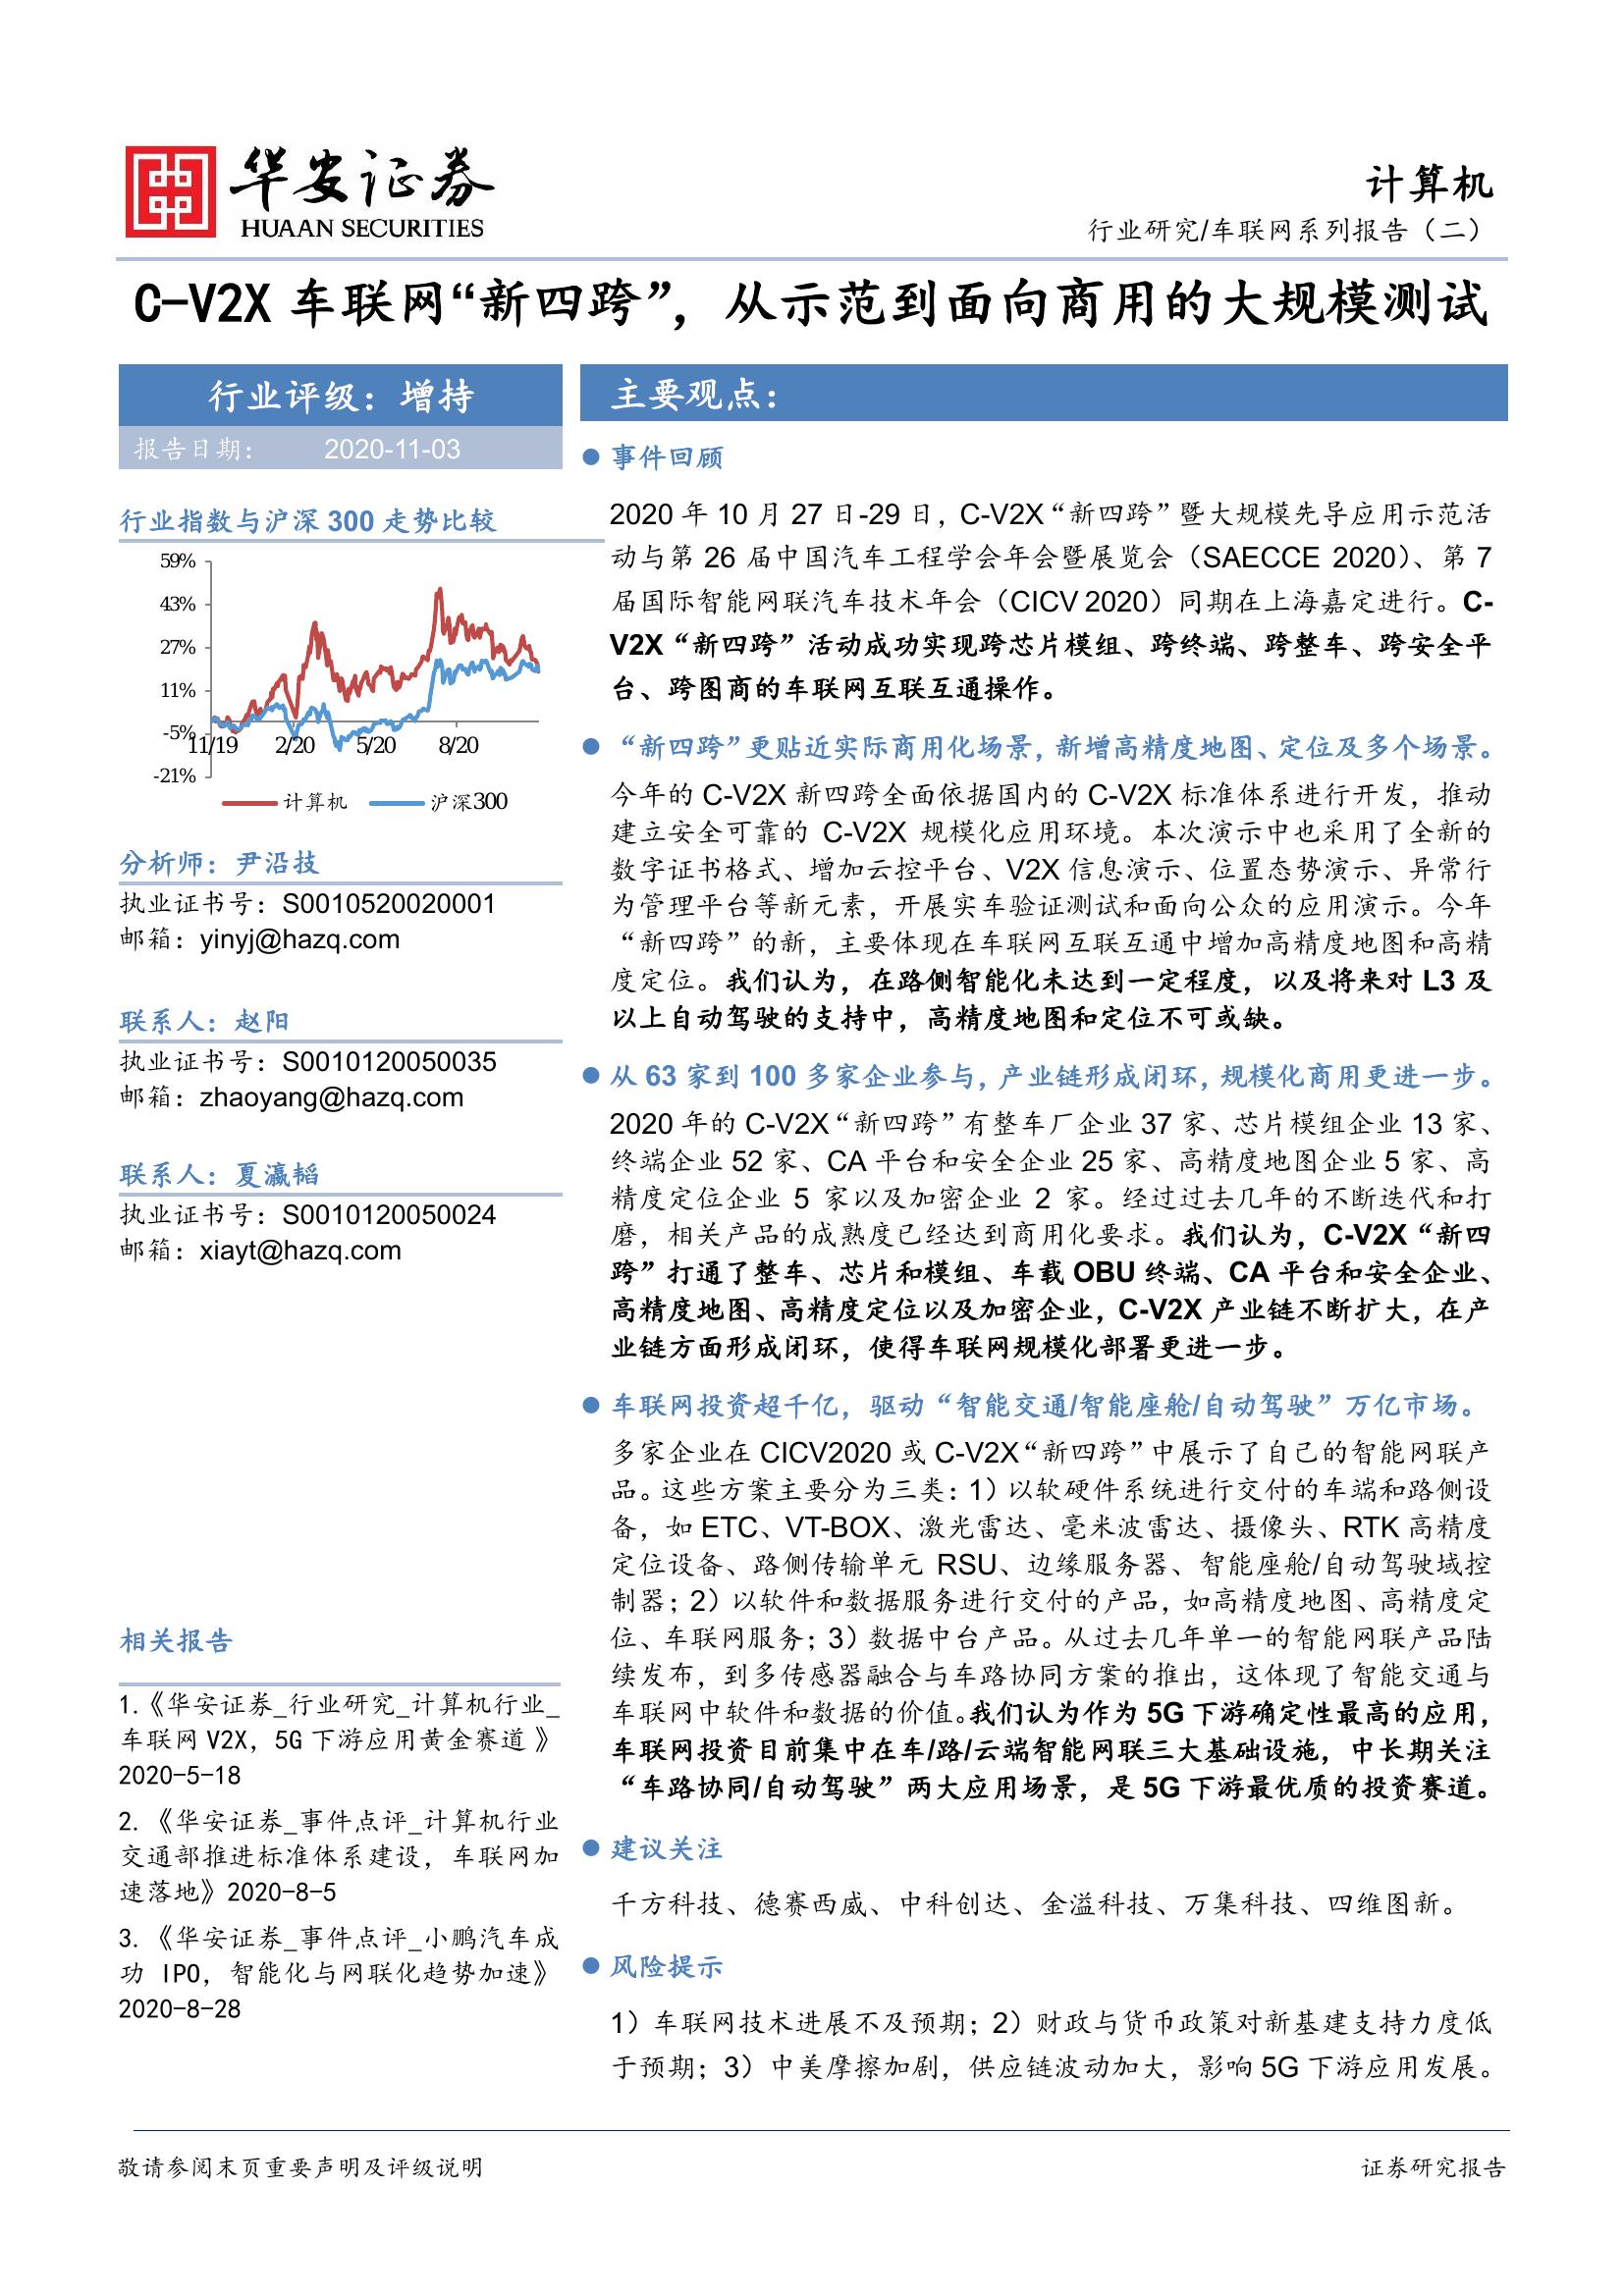 华安证券
HUAAN SECURITIES
计算机
行业研究/车联网系列报告（二）
C-V2X 车联网“新四跨”，从示范到面向商用的大规模测试
行业评级：增持
报告日期： 2020-11-03
行业指数与沪深 300 走势比较
59%
43%
27%
11%
-5%
-21%
11/19 2/20 5/20 8/20
计算机 沪深300
分析师：尹沿技
执业证书号：S0010520020001
邮箱：yinyj@hazq.com
联系人：赵阳
执业证书号：S0010120050035
邮箱：zhaoyang@hazq.com
联系人：夏瀛韬
执业证书号：S0010120050024
邮箱：xiayt@hazq.com
相关报告
1.《华安证券_行业研究_计算机行业_
车联网 V2X，5G 下游应用黄金赛道 》
2020-5-18
2. 《华安证券_事件点评_计算机行业
交通部推进标准体系建设，车联网加
速落地》2020-8-5
3. 《华安证券_事件点评_小鹏汽车成
功 IPO，智能化与网联化趋势加速》
2020-8-28
主要观点：
事件回顾
2020 年 10 月 27 日-29 日，C-V2X“新四跨”暨大规模先导应用示范活
动与第 26 届中国汽车工程学会年会暨展览会（SAECCE 2020）、第 7
届国际智能网联汽车技术年会（CICV 2020）同期在上海嘉定进行。C-
V2X“新四跨”活动成功实现跨芯片模组、跨终端、跨整车、跨安全平
台、跨图商的车联网互联互通操作。
“新四跨”更贴近实际商用化场景，新增高精度地图、定位及多个场景。
今年的 C-V2X 新四跨全面依据国内的 C-V2X 标准体系进行开发，推动
建立安全可靠的 C-V2X 规模化应用环境。本次演示中也采用了全新的
数字证书格式、增加云控平台、V2X 信息演示、位置态势演示、异常行
为管理平台等新元素，开展实车验证测试和面向公众的应用演示。今年
“新四跨”的新，主要体现在车联网互联互通中增加高精度地图和高精
度定位。我们认为，在路侧智能化未达到一定程度，以及将来对 L3 及
以上自动驾驶的支持中，高精度地图和定位不可或缺。
从 63 家到 100 多家企业参与，产业链形成闭环，规模化商用更进一步。
2020 年的 C-V2X“新四跨”有整车厂企业 37 家、芯片模组企业 13 家、
终端企业 52 家、CA 平台和安全企业 25 家、高精度地图企业 5 家、高
精度定位企业 5 家以及加密企业 2 家。经过过去几年的不断迭代和打
磨，相关产品的成熟度已经达到商用化要求。我们认为，C-V2X“新四
跨”打通了整车、芯片和模组、车载 OBU 终端、CA 平台和安全企业、
高精度地图、高精度定位以及加密企业，C-V2X 产业链不断扩大，在产
业链方面形成闭环，使得车联网规模化部署更进一步。
车联网投资超千亿，驱动“智能交通/智能座舱/自动驾驶”万亿市场。
多家企业在 CICV2020 或 C-V2X“新四跨”中展示了自己的智能网联产
品。这些方案主要分为三类：1）以软硬件系统进行交付的车端和路侧设
备，如 ETC、VT-BOX、激光雷达、毫米波雷达、摄像头、RTK 高精度
定位设备、路侧传输单元 RSU、边缘服务器、智能座舱/自动驾驶域控
制器；2）以软件和数据服务进行交付的产品，如高精度地图、高精度定
位、车联网服务；3）数据中台产品。从过去几年单一的智能网联产品陆
续发布，到多传感器融合与车路协同方案的推出，这体现了智能交通与
车联网中软件和数据的价值。我们认为作为 5G 下游确定性最高的应用，
车联网投资目前集中在车/路/云端智能网联三大基础设施，中长期关注
“车路协同/自动驾驶”两大应用场景，是 5G 下游最优质的投资赛道。
建议关注
千方科技、德赛西威、中科创达、金溢科技、万集科技、四维图新。
风险提示
1）车联网技术进展不及预期；2）财政与货币政策对新基建支持力度低
于预期；3）中美摩擦加剧，供应链波动加大，影响 5G 下游应用发展。
敬请参阅末页重要声明及评级说明
证券研究报告